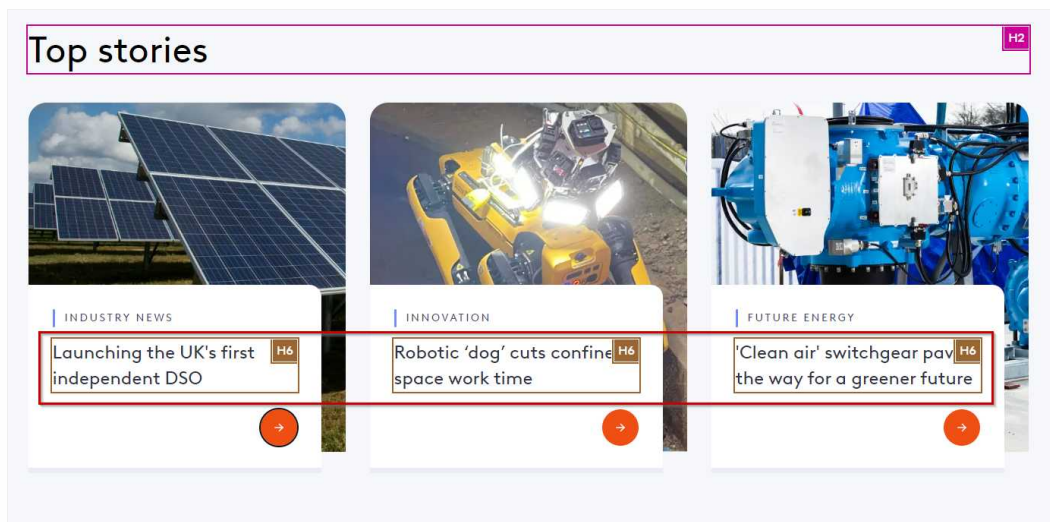 Top stories
H2
INDUSTRY NEWS
Launching the UK's first
H6
independent DSO
INNOVATION
Robotic ‘dog’ cuts confine
H6
space work time
FUTURE ENERGY
'Clean air' switchgear pav
H6
the way for a greener future